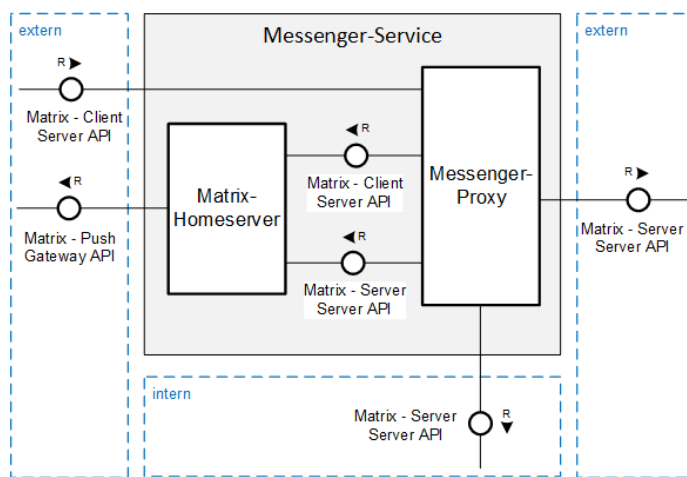 extern
Messenger-Service
extern
R
Matrix - Client
Server API
R
Matrix - Push
Gateway API
Matrix-
Homeserver
R
Matrix - Client
Server API
R
Matrix - Server
Server API
Messenger-
Proxy
R
Matrix - Server
Server API
intern
Matrix - Server
Server API
R